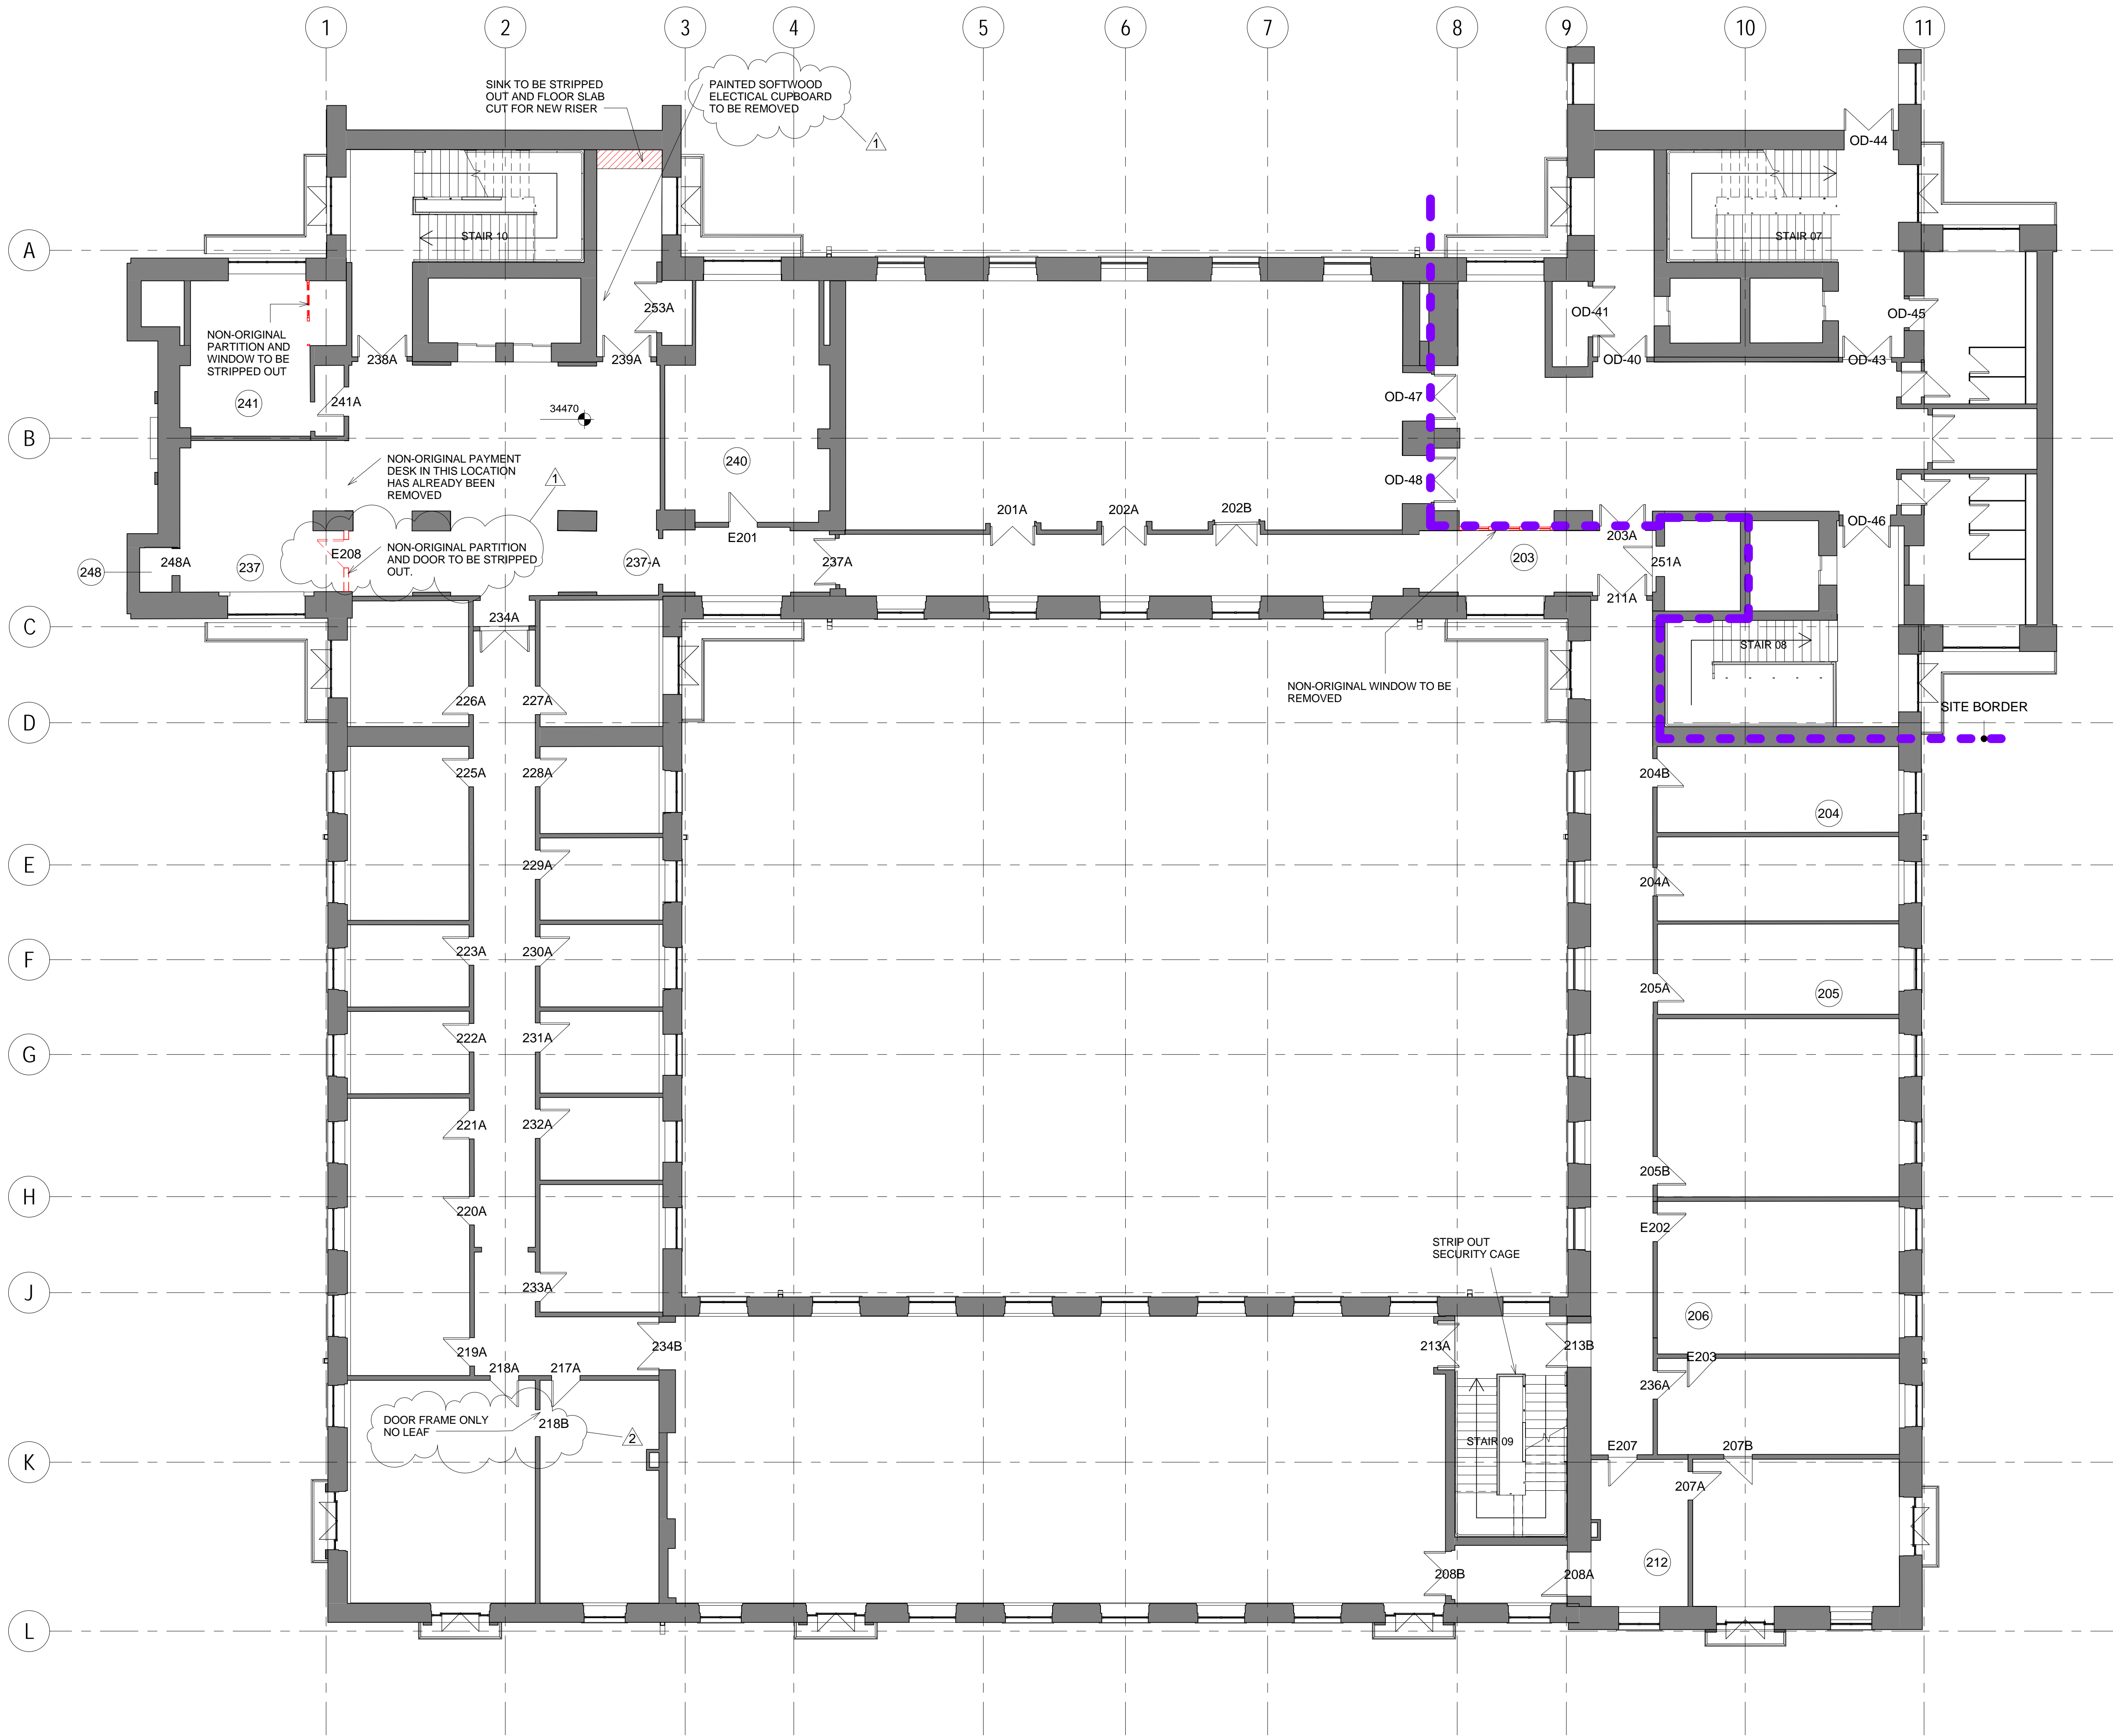 1
2
3
4
5
6
7
8
9
10
11
SINK TO BE STRIPPED
OUT AND FLOOR SLAB
CUT FOR NEW RISER
PAINTED SOFTWOOD
ELECTICAL CUPBOARD
TO BE REMOVED
1
OD-44
STAIR 10
STAIR 07
A
253A
OD-41
OD-45
NON-ORIGINAL
PARTITION AND
WINDOW TO BE
STRIPPED OUT
238A
239A
OD-40
OD-43
241
241A
34470
OD-47
B
240
NON-ORIGINAL PAYMENT
DESK IN THIS LOCATION
HAS ALREADY BEEN
REMOVED
1
OD-48
201A
202A
202B
E201
OD-46
203A
E208
NON-ORIGINAL PARTITION
AND DOOR TO BE STRIPPED
OUT.
248
248A
237
237-A
237A
203
251A
211A
234A
C
STAIR 08
NON-ORIGINAL WINDOW TO BE
REMOVED
226A
227A
SITE BORDER
D
225A
228A
204B
204
E
229A
204A
F
223A
230A
205A
205
G
222A
231A
221A
232A
205B
H
220A
E202
STRIP OUT
SECURITY CAGE
J
233A
206
219A
218A
217A
234B
213A
213B
E203
236A
DOOR FRAME ONLY
NO LEAF
218B
2
STAIR 09
E207
207B
K
207A
212
208B
208A
L